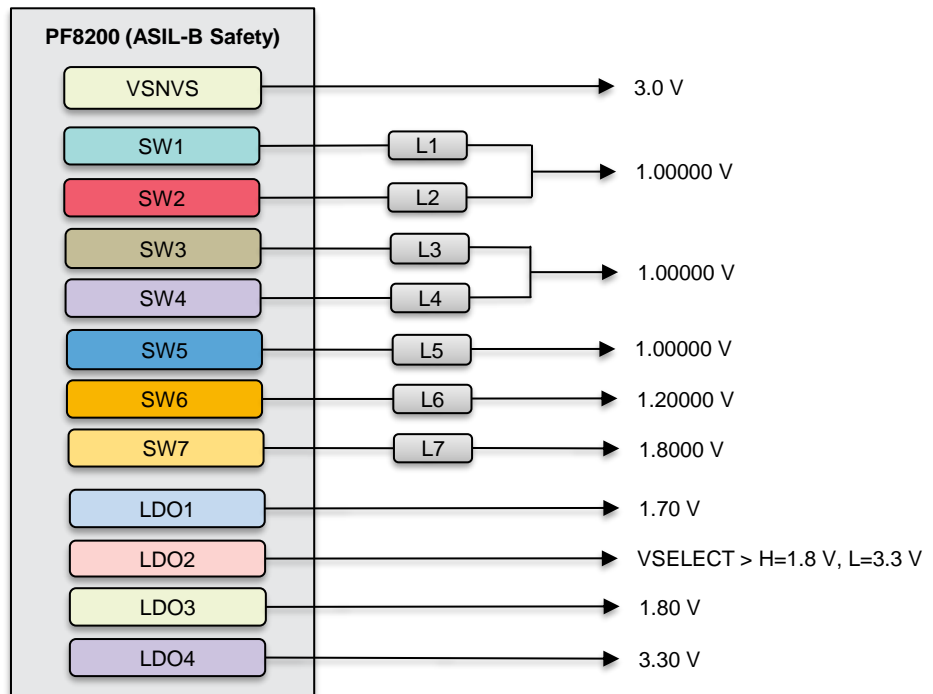 PF8200 (ASIL-B Safety)
VSNVS
3.0 V
SW1
L1
1.00000 V
SW2
L2
SW3
L3
1.00000 V
SW4
L4
SW5
L5
1.00000 V
SW6
L6
1.20000 V
SW7
L7
1.8000 V
LDO1
1.70 V
LDO2
VSELECT > H=1.8 V, L=3.3 V
LDO3
1.80 V
LDO4
3.30 V